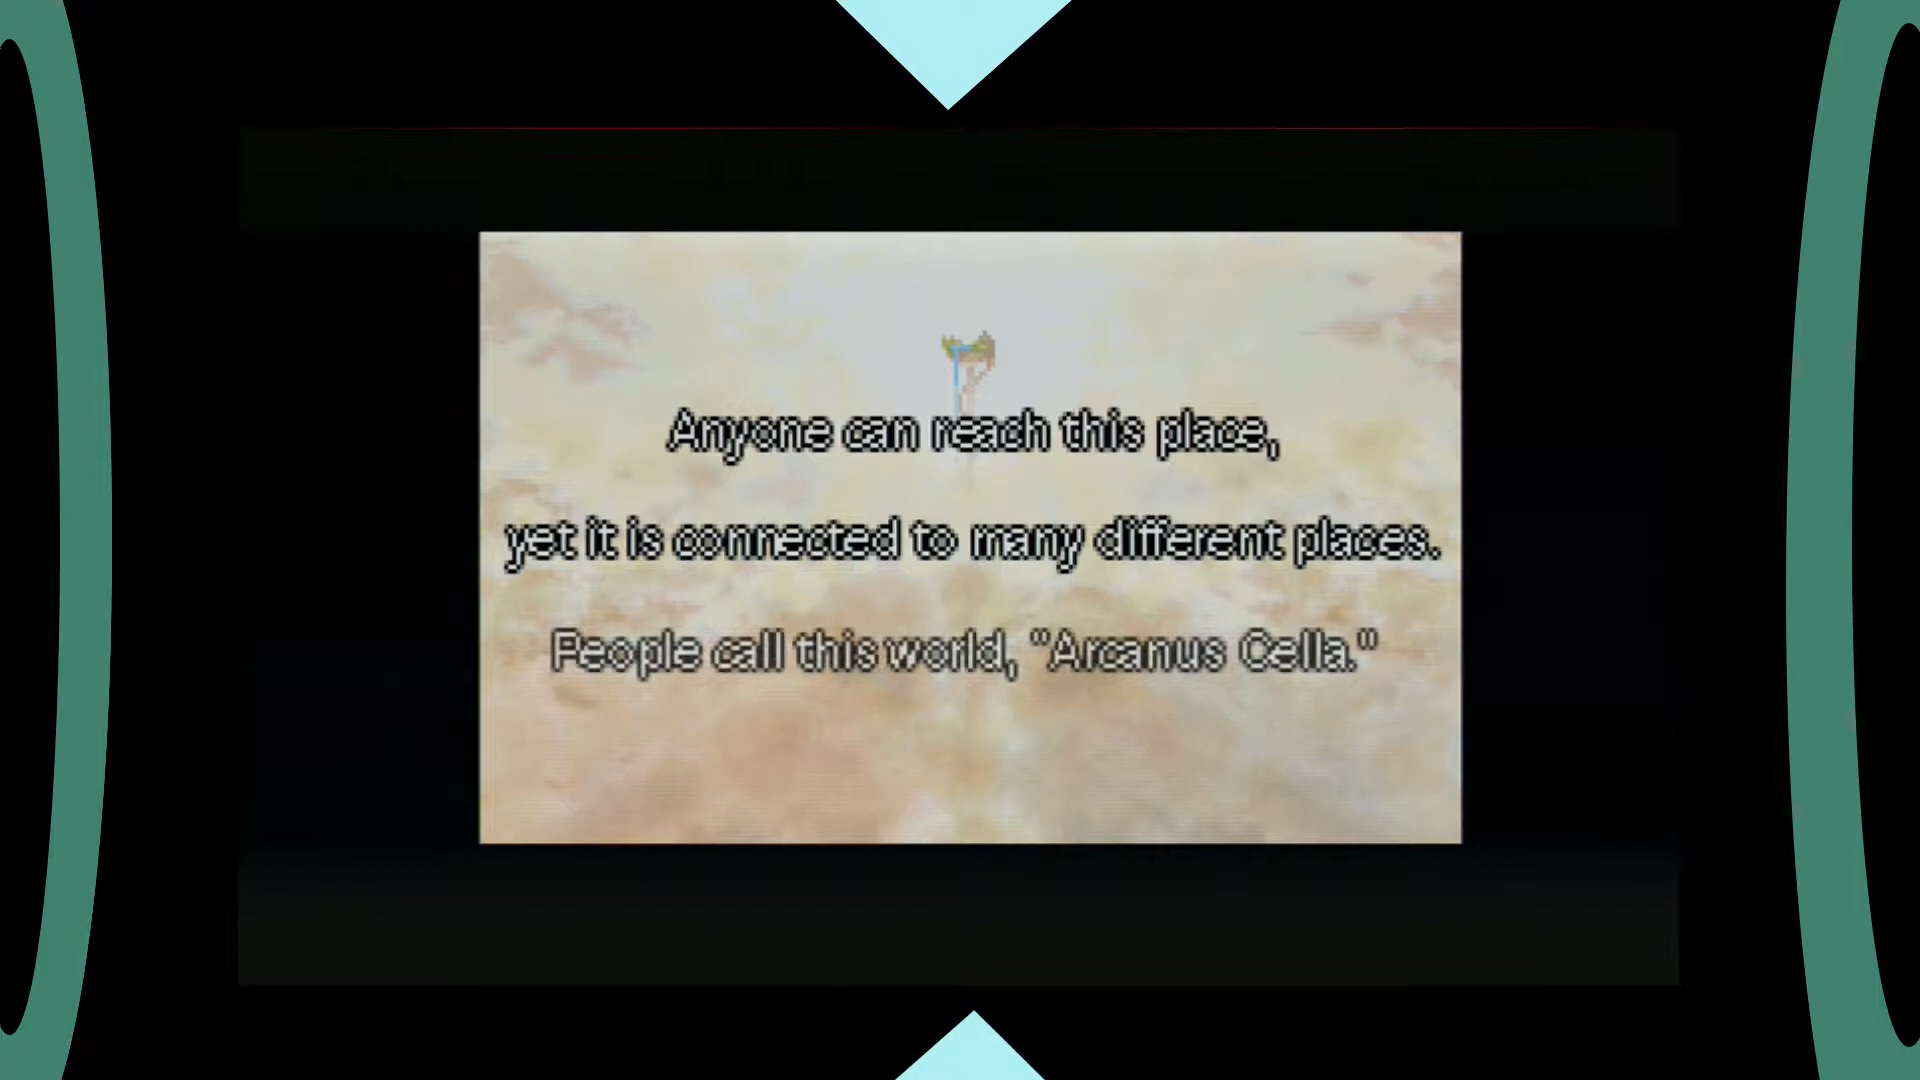 Anyone can reach this place,
yet it is connected to many different places.
People call this world, "Arcanus Cella."